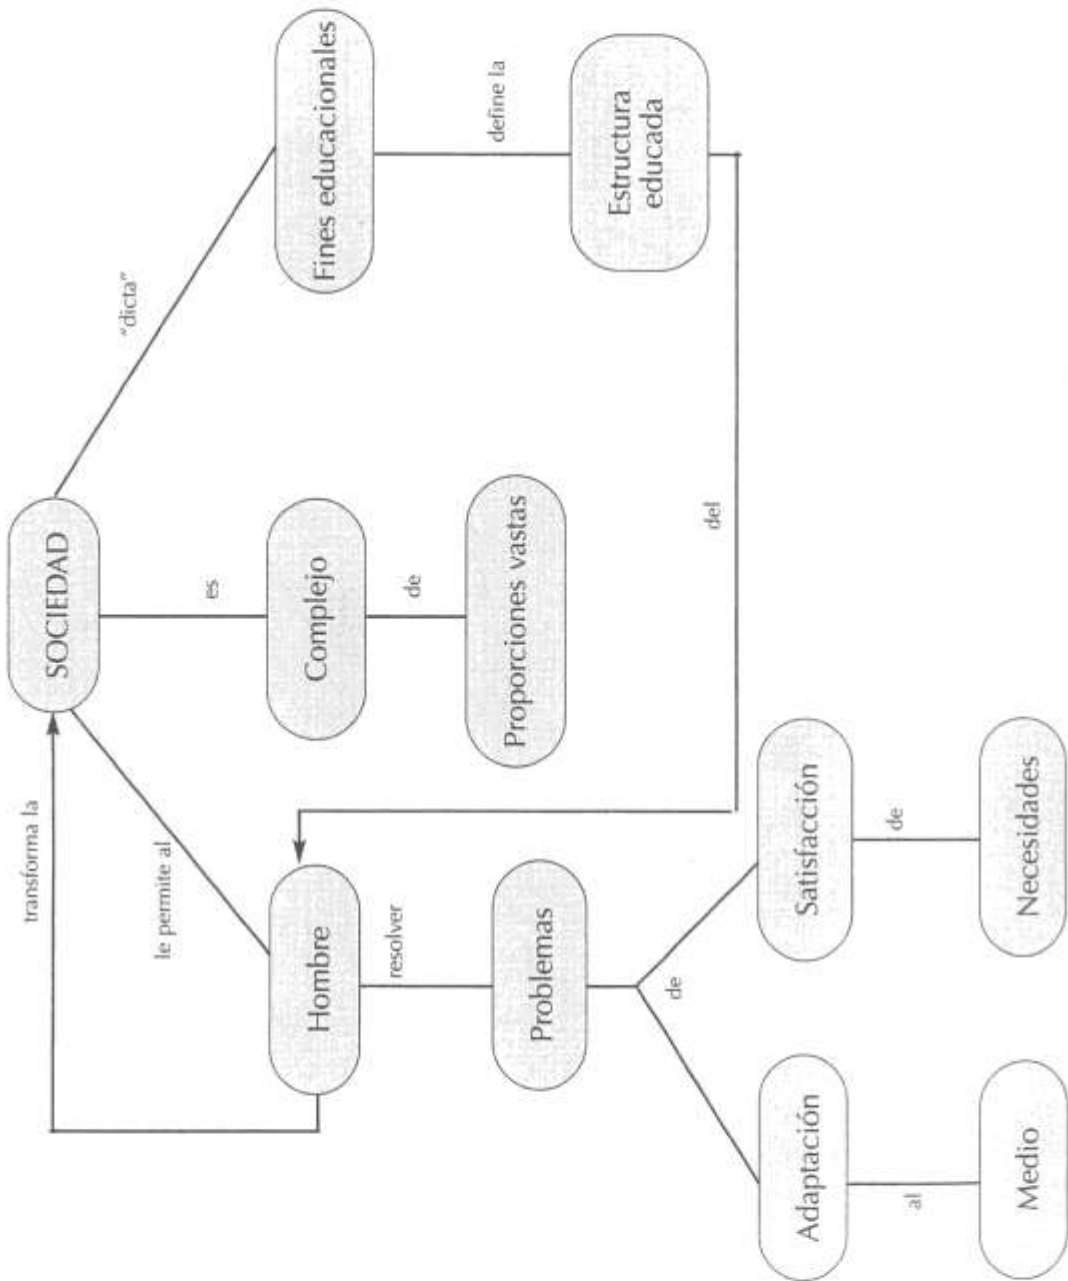 SOCIEDAD
transforma la
le permite al
es
"dicta"
Hombre
Complejo
Fines educacionales
resolver
de
define la
Problemas
Proporciones vastas
Estructura
educada
de
del
Adaptación
Satisfacción
al
de
Medio
Necesidades